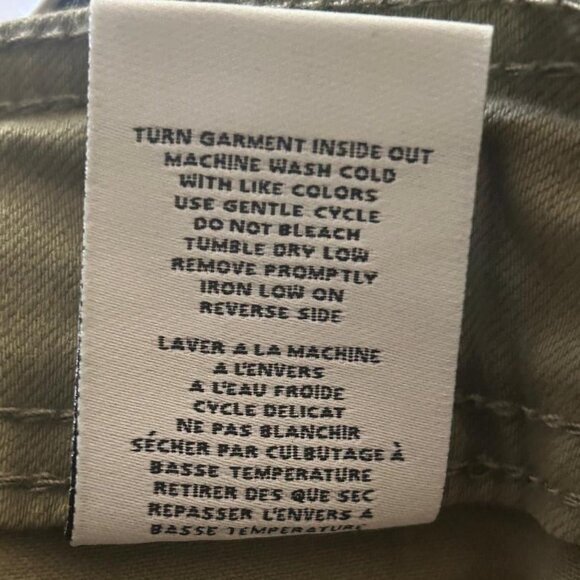 TURN GARMENT INSIDE OUT
MACHINE WASH COLD
WITH LIKE COLORS
USE GENTLE CYCLE
DO NOT BLEACH
TUMBLE DRY LOW
REMOVE PROMPTLY
IRON LOW ON
REVERSE SIDE
LAVER A LA MACHINE
A L'ENVERS
A L'EAU FROIDE
CYCLE DELICAT
NE PAS BLANCHIR
SÉCHER PAR CULBUTAGE À
BASSE TEMPERATURE
RETIRER DES QUE SEC
REPASSER L'ENVERS A
BASSE TEMPERATURE